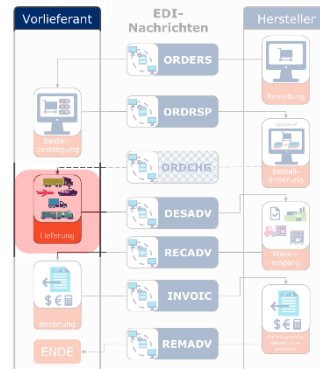 Vorlieferant
EDI-
Nachrichten
Hersteller
ORDERS
Bestellung
ORDRSP
Bestell-
bestätigung
optional
ORDCHG
Bestell-
änderung
Lieferung
DESADV
RECADV
Waren-
eingang
INVOIC
$ €
Rechnung
$ €
REMADV
ENDE